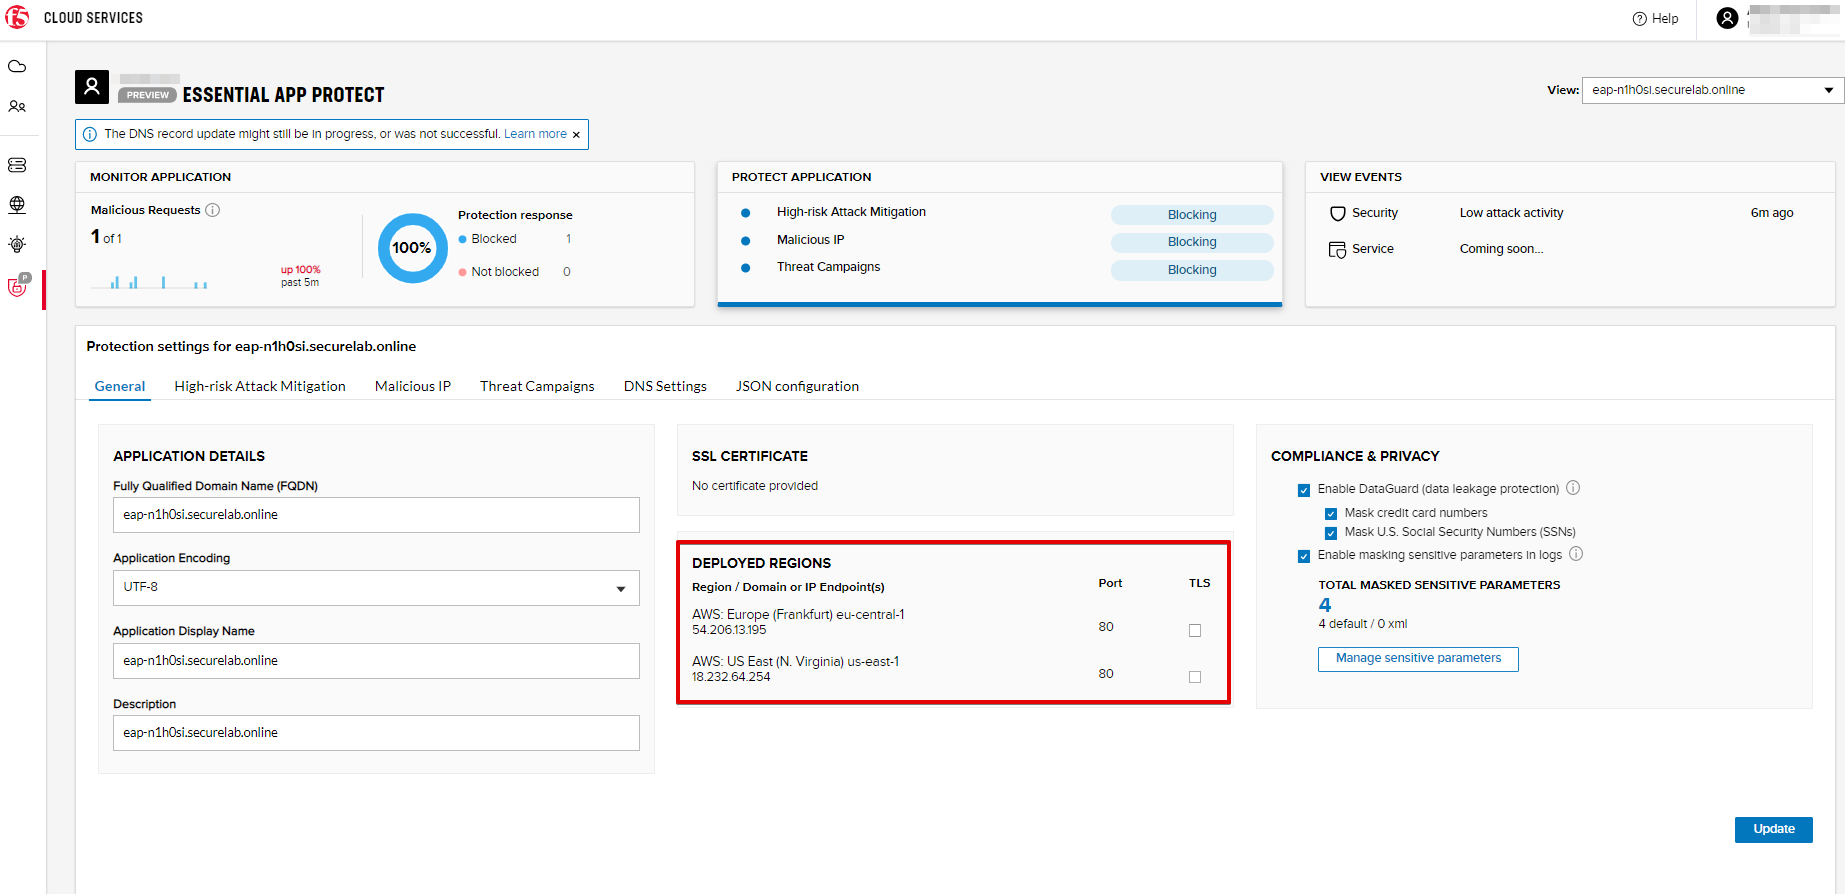 f5 CLOUD SERVICES
Help
PREVIEW ESSENTIAL APP PROTECT
View: eap-n1h0si.securelab.online
The DNS record update might still be in progress, or was not successful. Learn more ×
MONITOR APPLICATION
Malicious Requests
1 of 1
up 100%
past 5m
100%
Protection response
Blocked 1
Not blocked 0
PROTECT APPLICATION
High-risk Attack Mitigation Blocking
Malicious IP Blocking
Threat Campaigns Blocking
VIEW EVENTS
Security Low attack activity 6m ago
Service Coming soon...
P
Protection settings for eap-n1h0si.securelab.online
General High-risk Attack Mitigation Malicious IP Threat Campaigns DNS Settings JSON configuration
APPLICATION DETAILS
Fully Qualified Domain Name (FQDN)
eap-n1h0si.securelab.online
Application Encoding
UTF-8
Application Display Name
eap-n1h0si.securelab.online
Description
eap-n1h0si.securelab.online
SSL CERTIFICATE
No certificate provided
DEPLOYED REGIONS
Region / Domain or IP Endpoint(s) Port TLS
AWS: Europe (Frankfurt) eu-central-1
54.206.13.195 80
AWS: US East (N. Virginia) us-east-1
18.232.64.254 80
COMPLIANCE & PRIVACY
Enable DataGuard (data leakage protection)
Mask credit card numbers
Mask U.S. Social Security Numbers (SSNs)
Enable masking sensitive parameters in logs
TOTAL MASKED SENSITIVE PARAMETERS
4
4 default / 0 xml
Manage sensitive parameters
Update